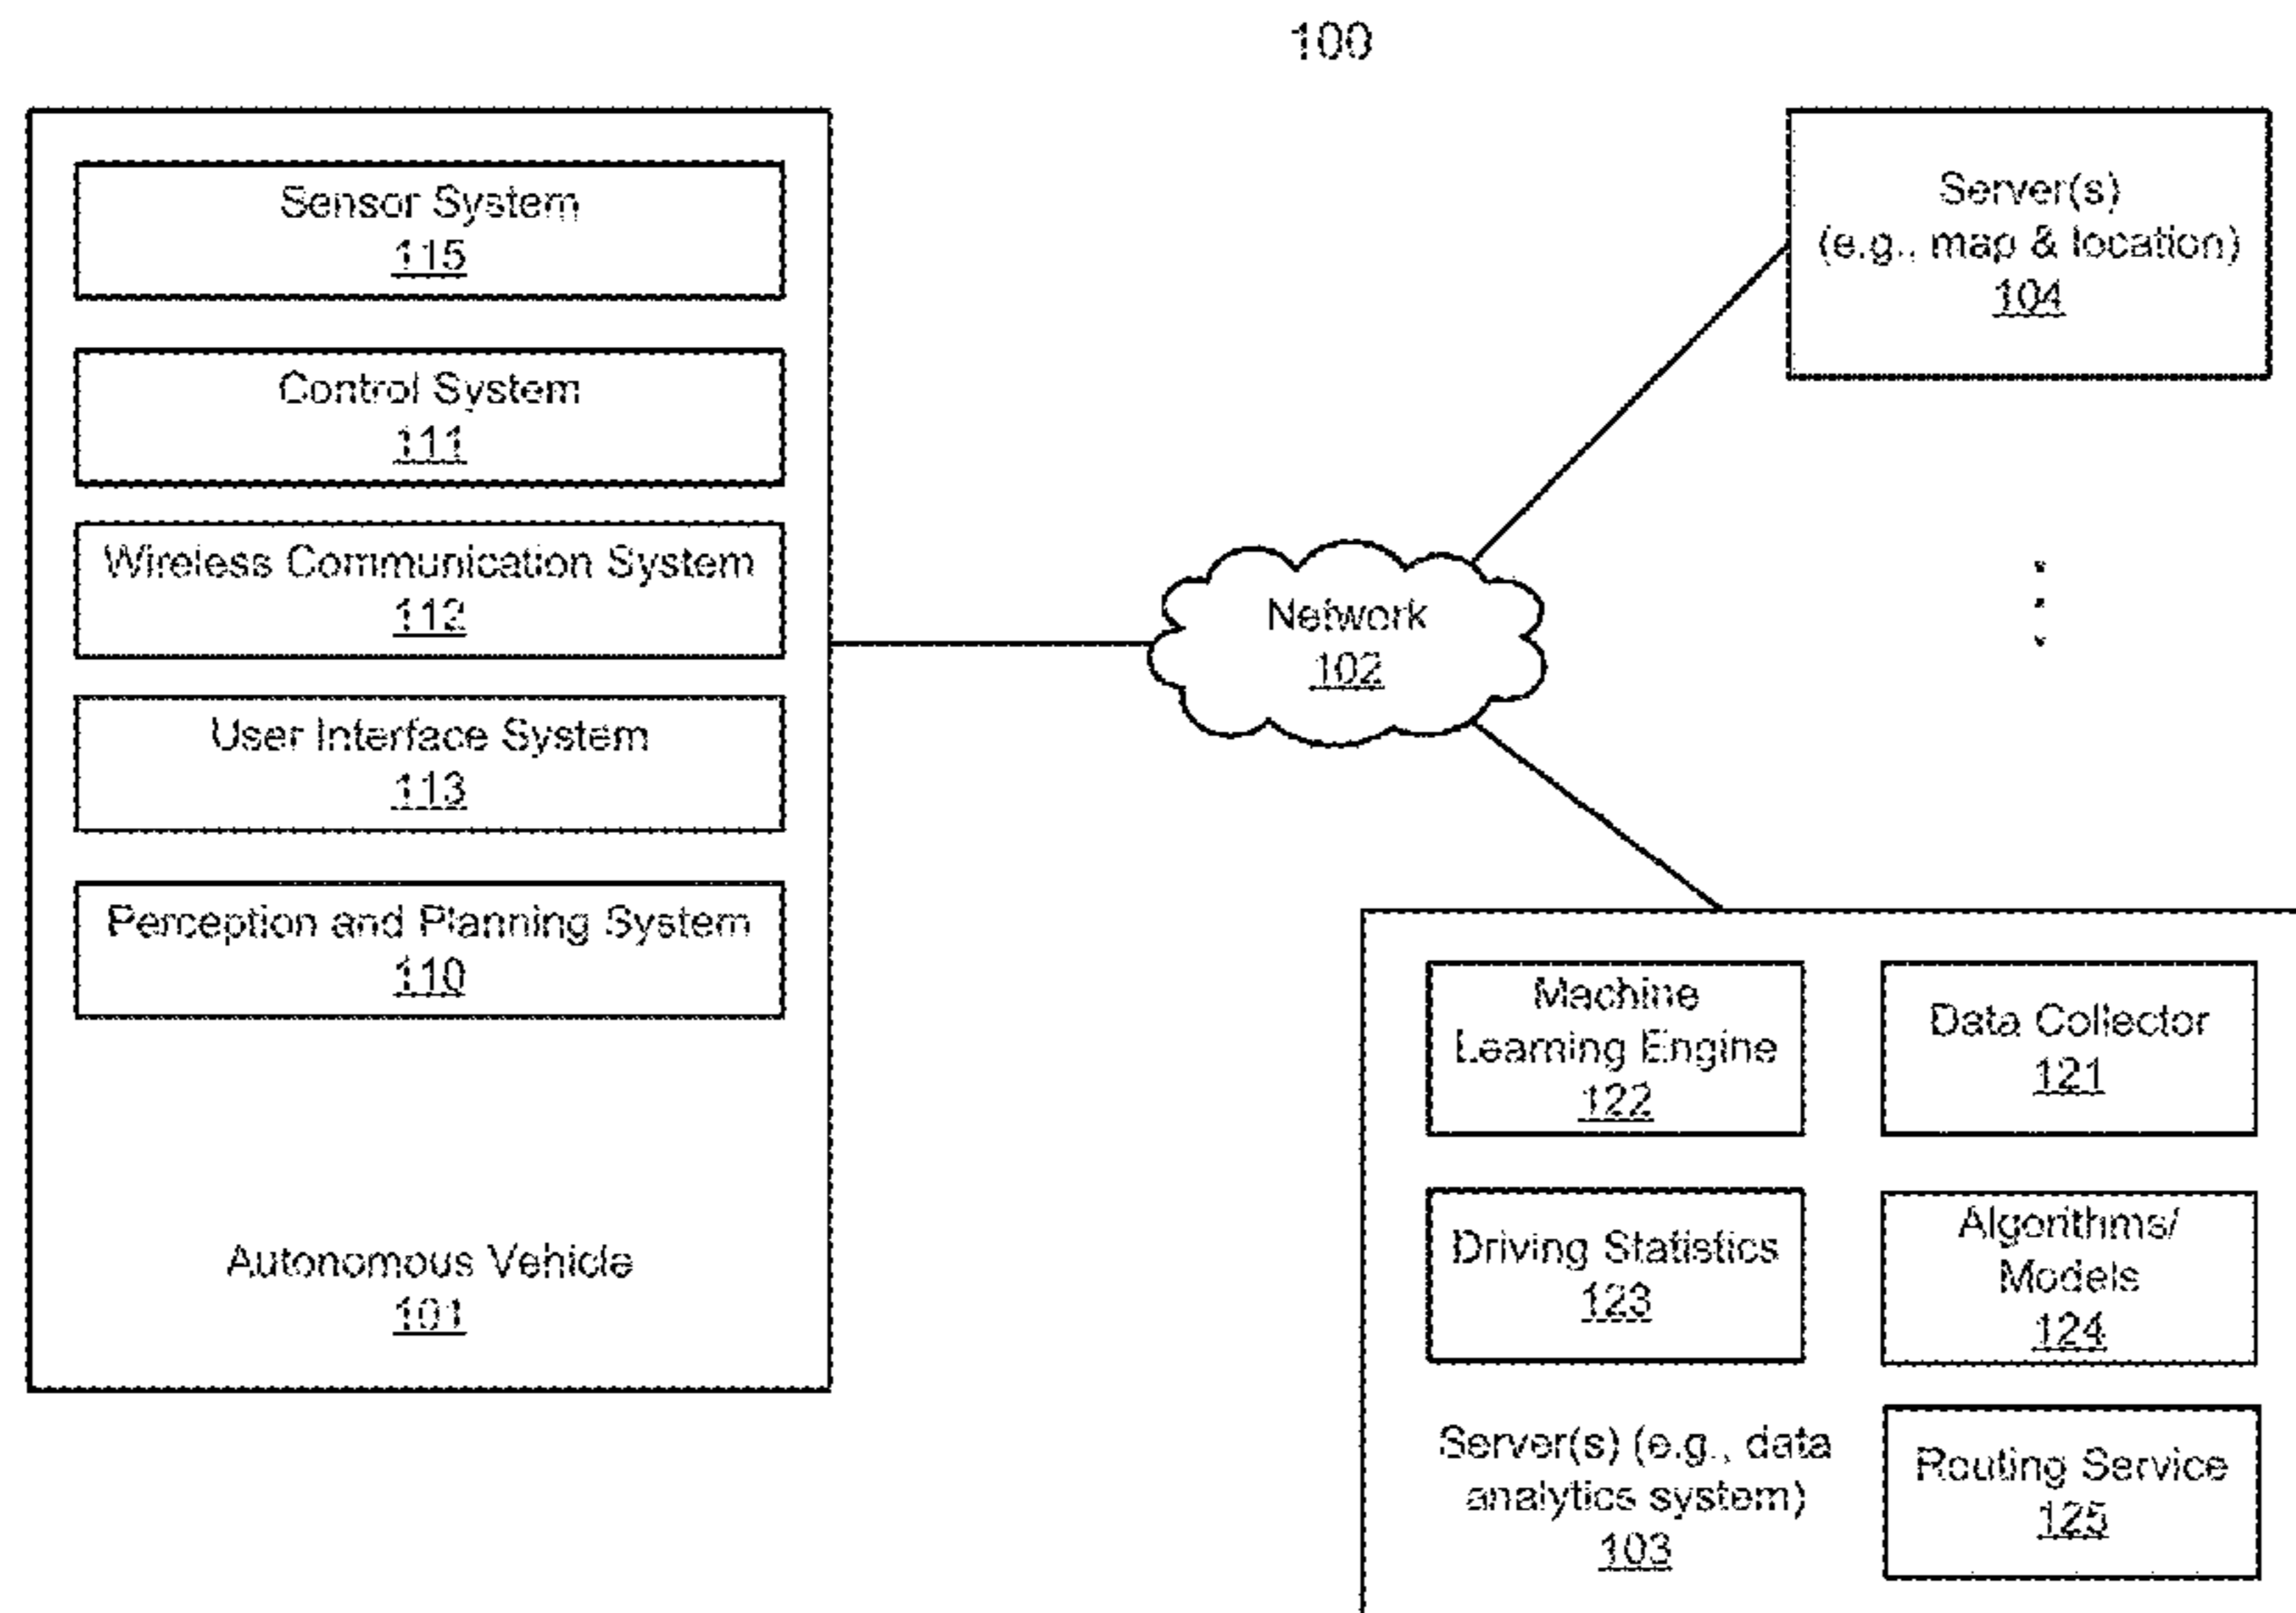 100
Sensor System
115
Control System
111
Wireless Communication System
112
User Interface System
113
Perception and Planning System
110
Autonomous Vehicle
101
Network
102
Server(s)
(e.g., map & location)
104
Machine
Learning Engine
122
Data Collector
121
Driving Statistics
123
Algorithms/
Models
124
Server(s) (e.g., data
analytics system)
103
Routing Service
125